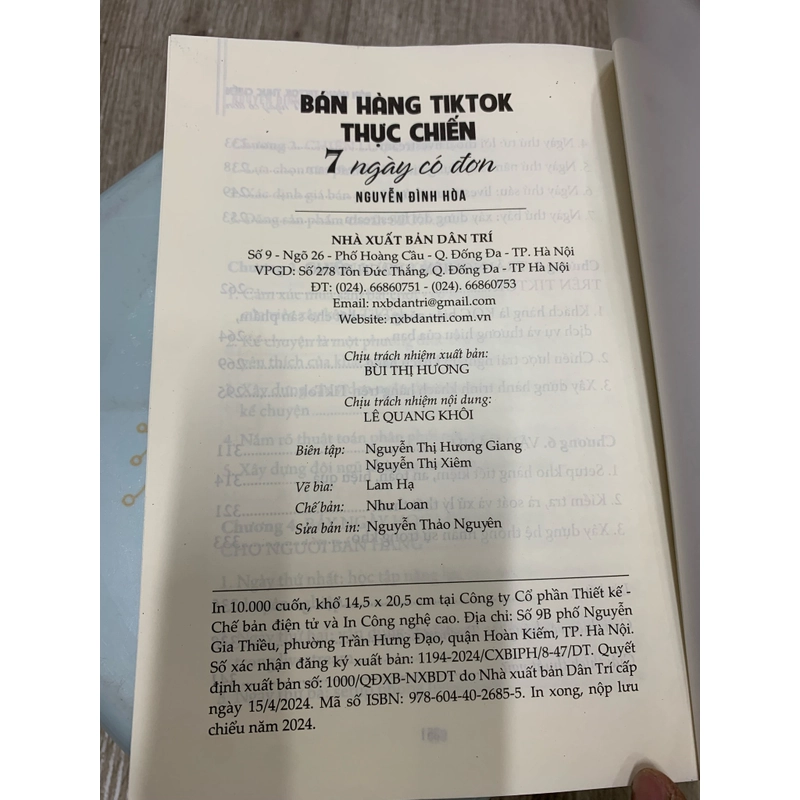 BÁN HÀNG TIKTOK
THỰC CHIẾN
7 ngày có đơn
NGUYỄN ĐÌNH HÒA
NHÀ XUẤT BẢN DÂN TRÍ
Số 9 - Ngõ 26 - Phố Hoàng Cầu - Q. Đống Đa - TP. Hà Nội
VPGD: Số 278 Tôn Đức Thắng, Q. Đống Đa - TP Hà Nội
ĐT: (024). 66860751 - (024). 66860753
Email: nxbdantri@gmail.com
Website: nxbdantri.com.vn
Chịu trách nhiệm xuất bản:
BÙI THỊ HƯƠNG
Chịu trách nhiệm nội dung:
LÊ QUANG KHÔI
Biên tập: Nguyễn Thị Hương Giang
Nguyễn Thị Xiêm
Vẽ bìa: Lam Hạ
Chế bản: Như Loan
Sửa bản in: Nguyễn Thảo Nguyên
In 10.000 cuốn, khổ 14,5 x 20,5 cm tại Công ty Cổ phần Thiết kế -
Chế bản điện tử và In Công nghệ cao. Địa chỉ: Số 9B phố Nguyễn
Gia Thiều, phường Trần Hưng Đạo, quận Hoàn Kiếm, TP. Hà Nội.
Số xác nhận đăng ký xuất bản: 1194-2024/CXBIPH/8-47/DT. Quyết
định xuất bản số: 1000/QĐXB-NXBDT do Nhà xuất bản Dân Trí cấp
ngày 15/4/2024. Mã số ISBN: 978-604-40-2685-5. In xong, nộp lưu
chiểu năm 2024.